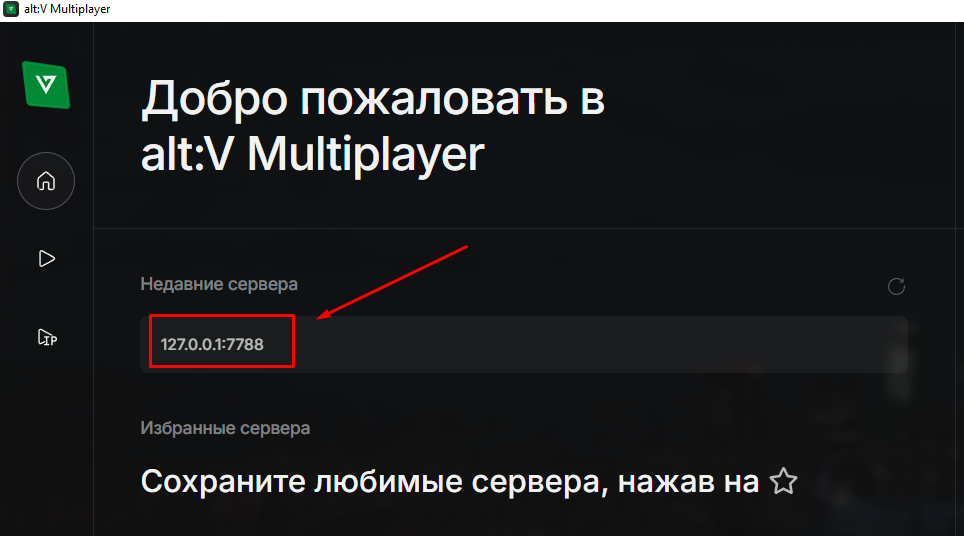 alt:V Multiplayer
Добро пожаловать в
alt:V Multiplayer
Недавние сервера
127.0.0.1:7788
IP
Избранные сервера
Сохраните любимые сервера, нажав на